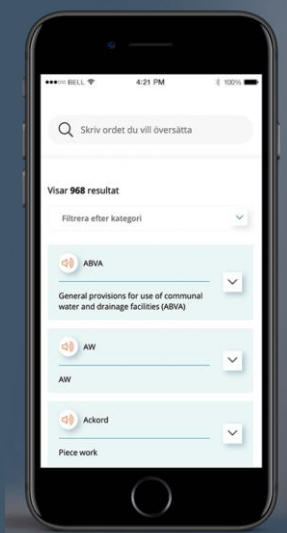 BELL 4:21 PM 100%
Skriv ordet du vill översätta
Visar 968 resultat
Filtrera efter kategori
ABVA
General provisions for use of communal
water and drainage facilities (ABVA)
AW
AW
Ackord
Piece work